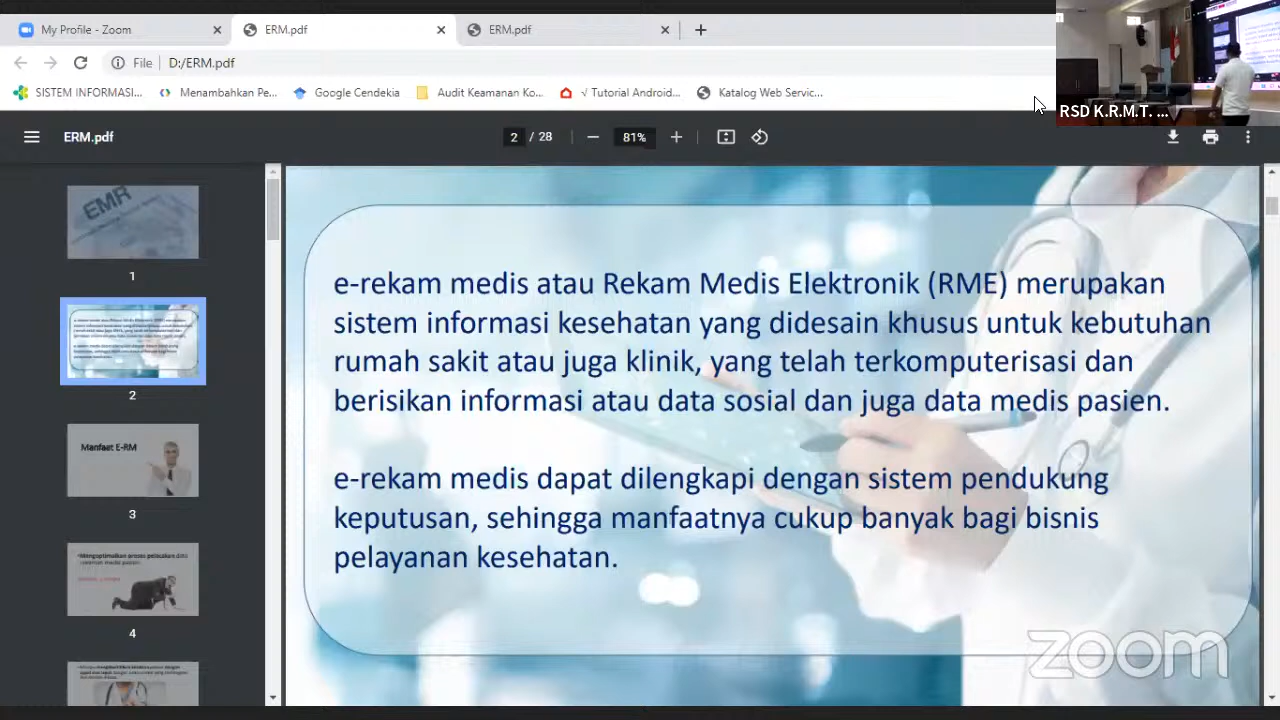 My Profile - Zoom
ERM.pdf
ERM.pdf
File
D:/ERM.pdf
SISTEM INFORMASI...
Menambahkan Pe...
Google Cendekia
Audit Keamanan Ko...
√ Tutorial Android...
Katalog Web Servic...
RSD K.R.M.T. ...
ERM.pdf
2 / 28
81%
EMR
1
2
Manfaat E-RM
3
4
e-rekam medis atau Rekam Medis Elektronik (RME) merupakan
sistem informasi kesehatan yang didesain khusus untuk kebutuhan
rumah sakit atau juga klinik, yang telah terkomputerisasi dan
berisikan informasi atau data sosial dan juga data medis pasien.
e-rekam medis dapat dilengkapi dengan sistem pendukung
keputusan, sehingga manfaatnya cukup banyak bagi bisnis
pelayanan kesehatan.
zoom